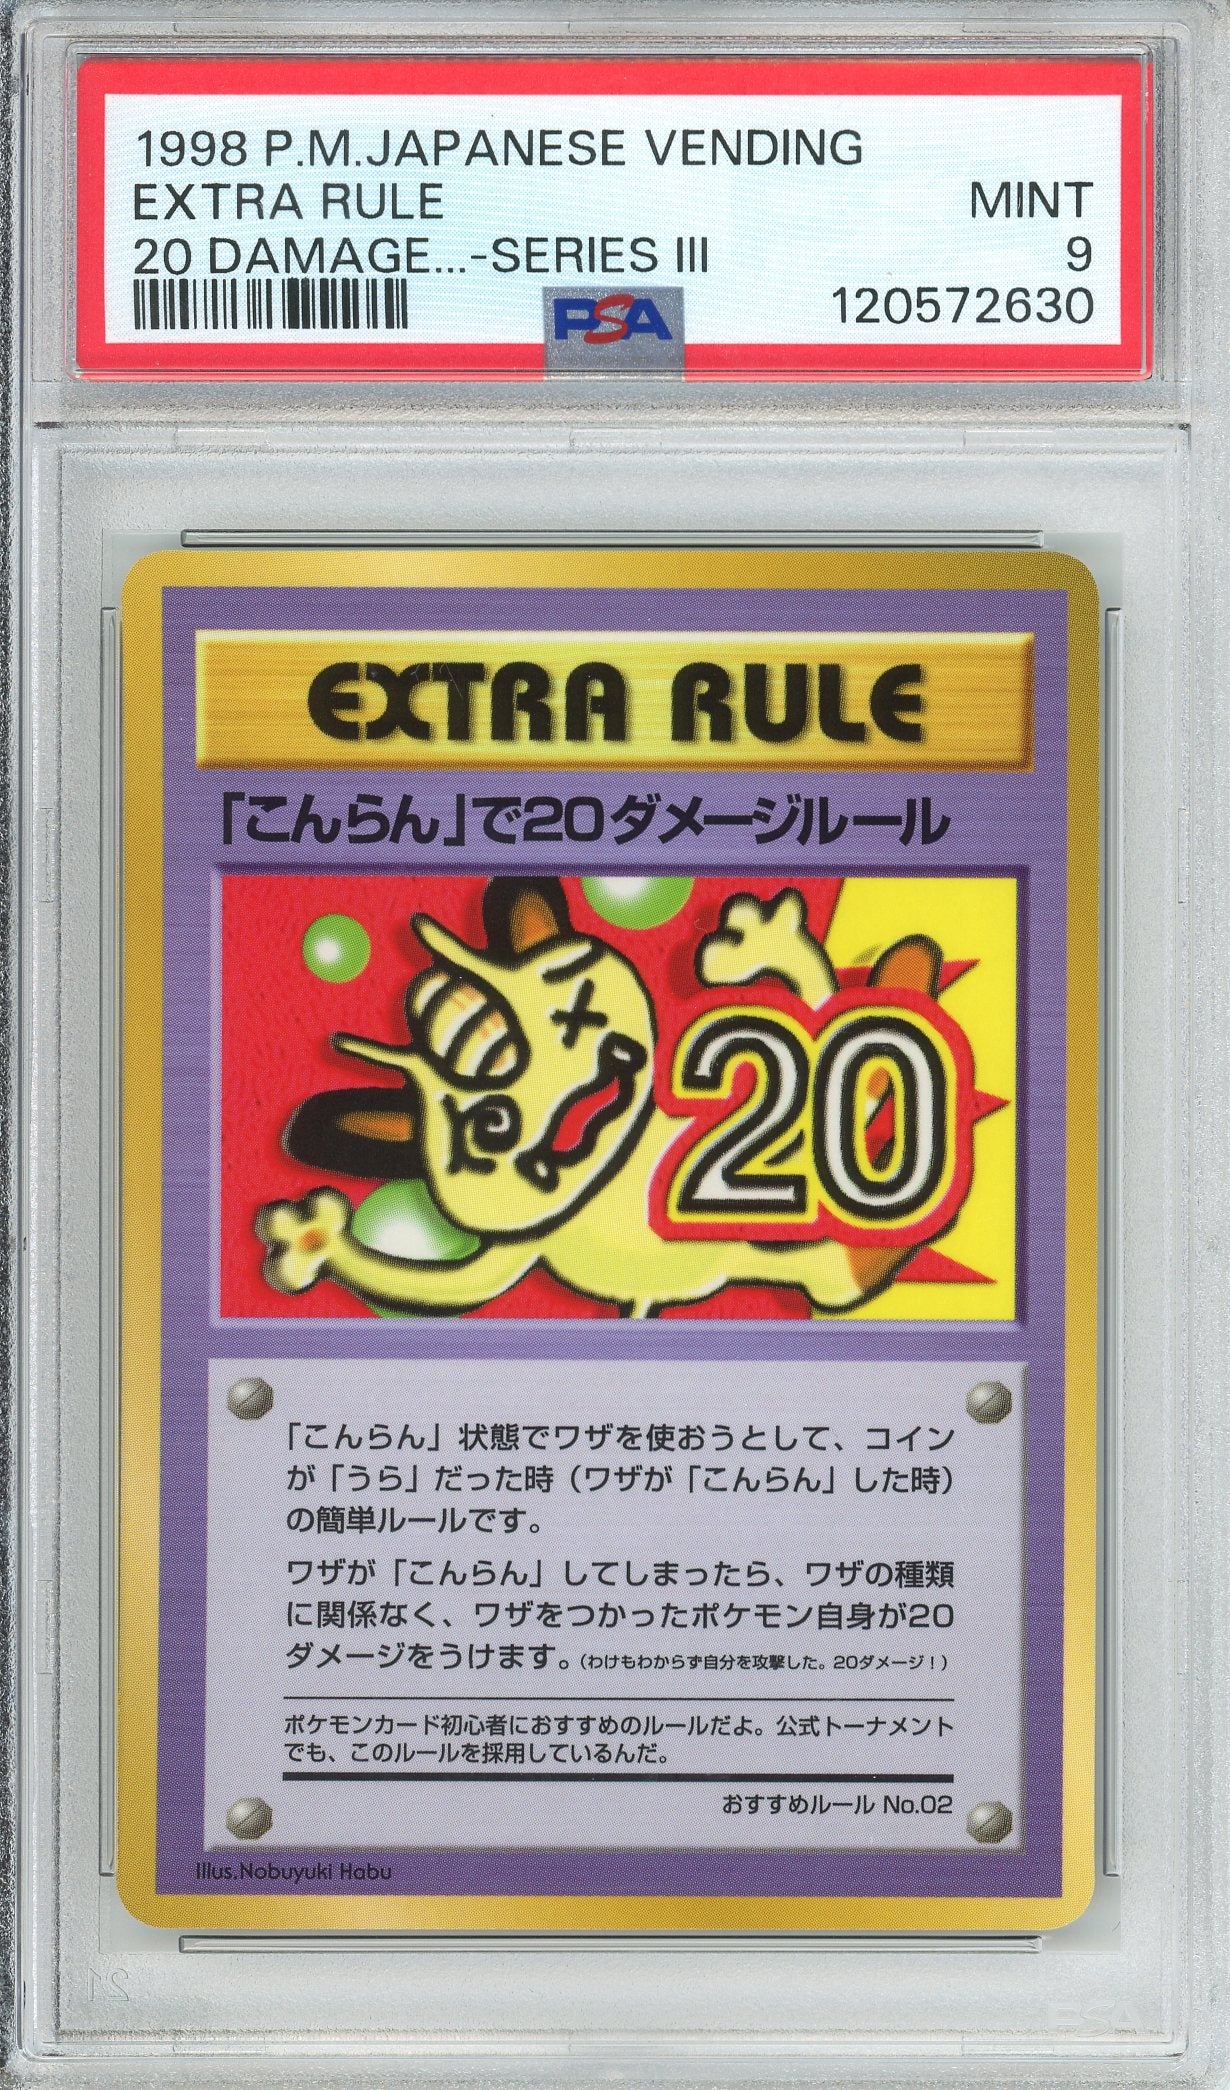 1998 P.M.JAPANESE VENDING
EXTRA RULE
MINT
20 DAMAGE...-SERIES III
9
PSA
120572630
EXTRA RULE
「こんらん」で20ダメージルール
20
「こんらん」状態でワザを使おうとして、コイン
が「うら」だった時（ワザが「こんらん」した時）
の簡単ルールです。
ワザが「こんらん」してしまったら、ワザの種類
に関係なく、ワザをつかったポケモン自身が20
ダメージをうけます。（わけもわからず自分を攻撃した。20ダメージ！）
ポケモンカード初心者におすすめのルールだよ。公式トーナメント
でも、このルールを採用しているんだ。
おすすめルール No.02
Illus.Nobuyuki Habu